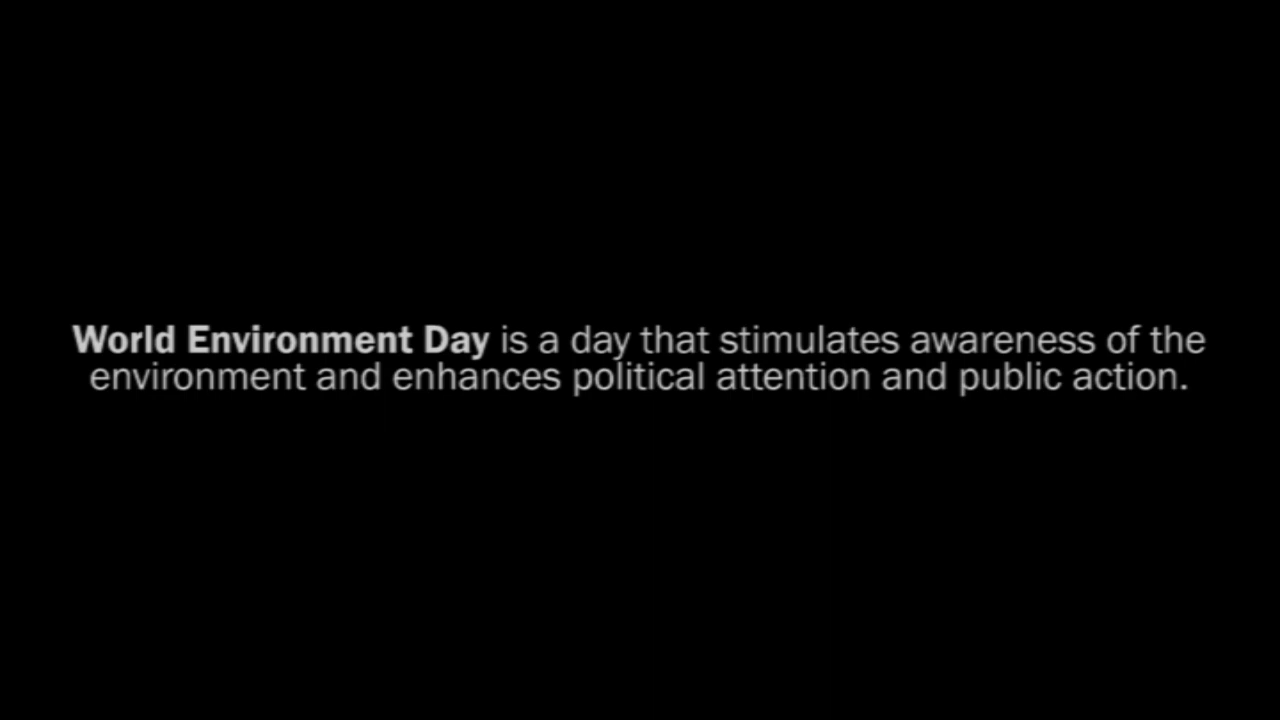 World Environment Day is a day that stimulates awareness of the
environment and enhances political attention and public action.